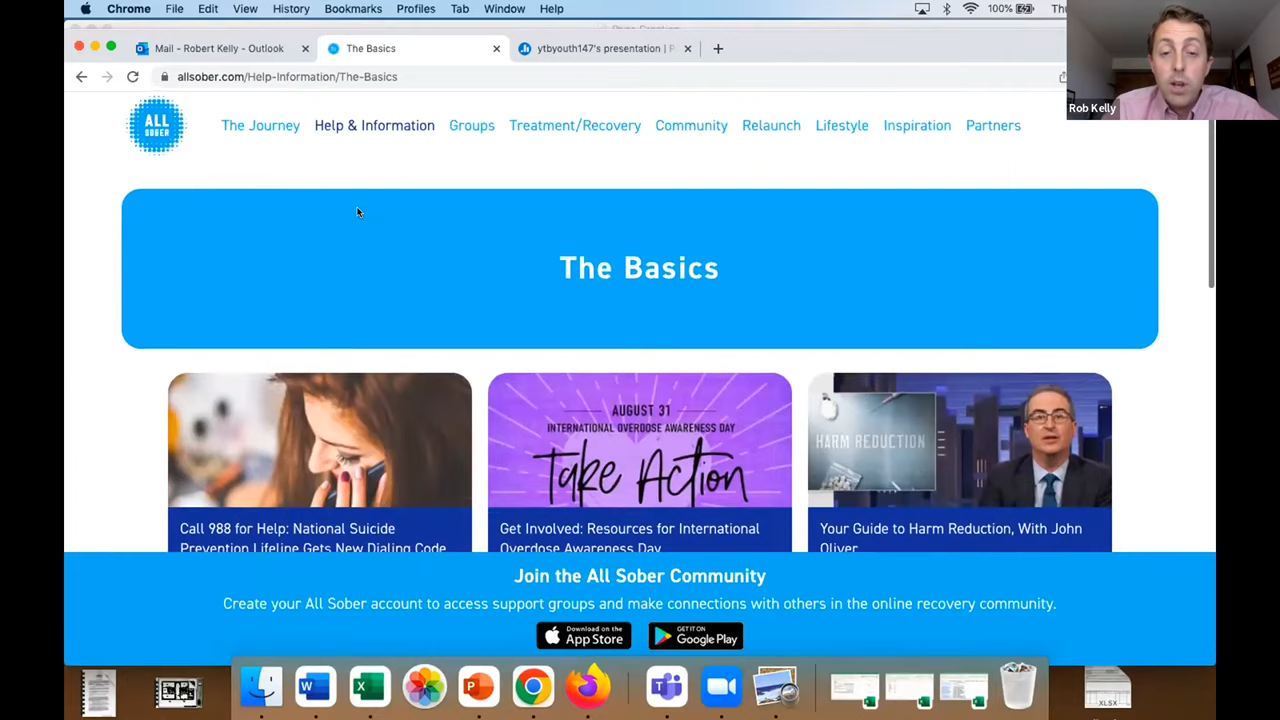 Chrome File Edit View History Bookmarks Profiles Tab Window Help 100%
Mail - Robert Kelly - Outlook The Basics ytbyouth147's presentation
allsober.com/Help-Information/The-Basics
Rob Kelly
ALL SOBER
The Journey Help & Information Groups Treatment/Recovery Community Relaunch Lifestyle Inspiration Partners
The Basics
AUGUST 31
INTERNATIONAL OVERDOSE AWARENESS DAY
Take Action
HARM REDUCTION
Call 988 for Help: National Suicide
Prevention Lifeline Gets New Dialing Code
Get Involved: Resources for International
Overdose Awareness Day
Your Guide to Harm Reduction, With John
Oliver
Join the All Sober Community
Create your All Sober account to access support groups and make connections with others in the online recovery community.
Download on the
App Store
GET IT ON
Google Play
XLSX